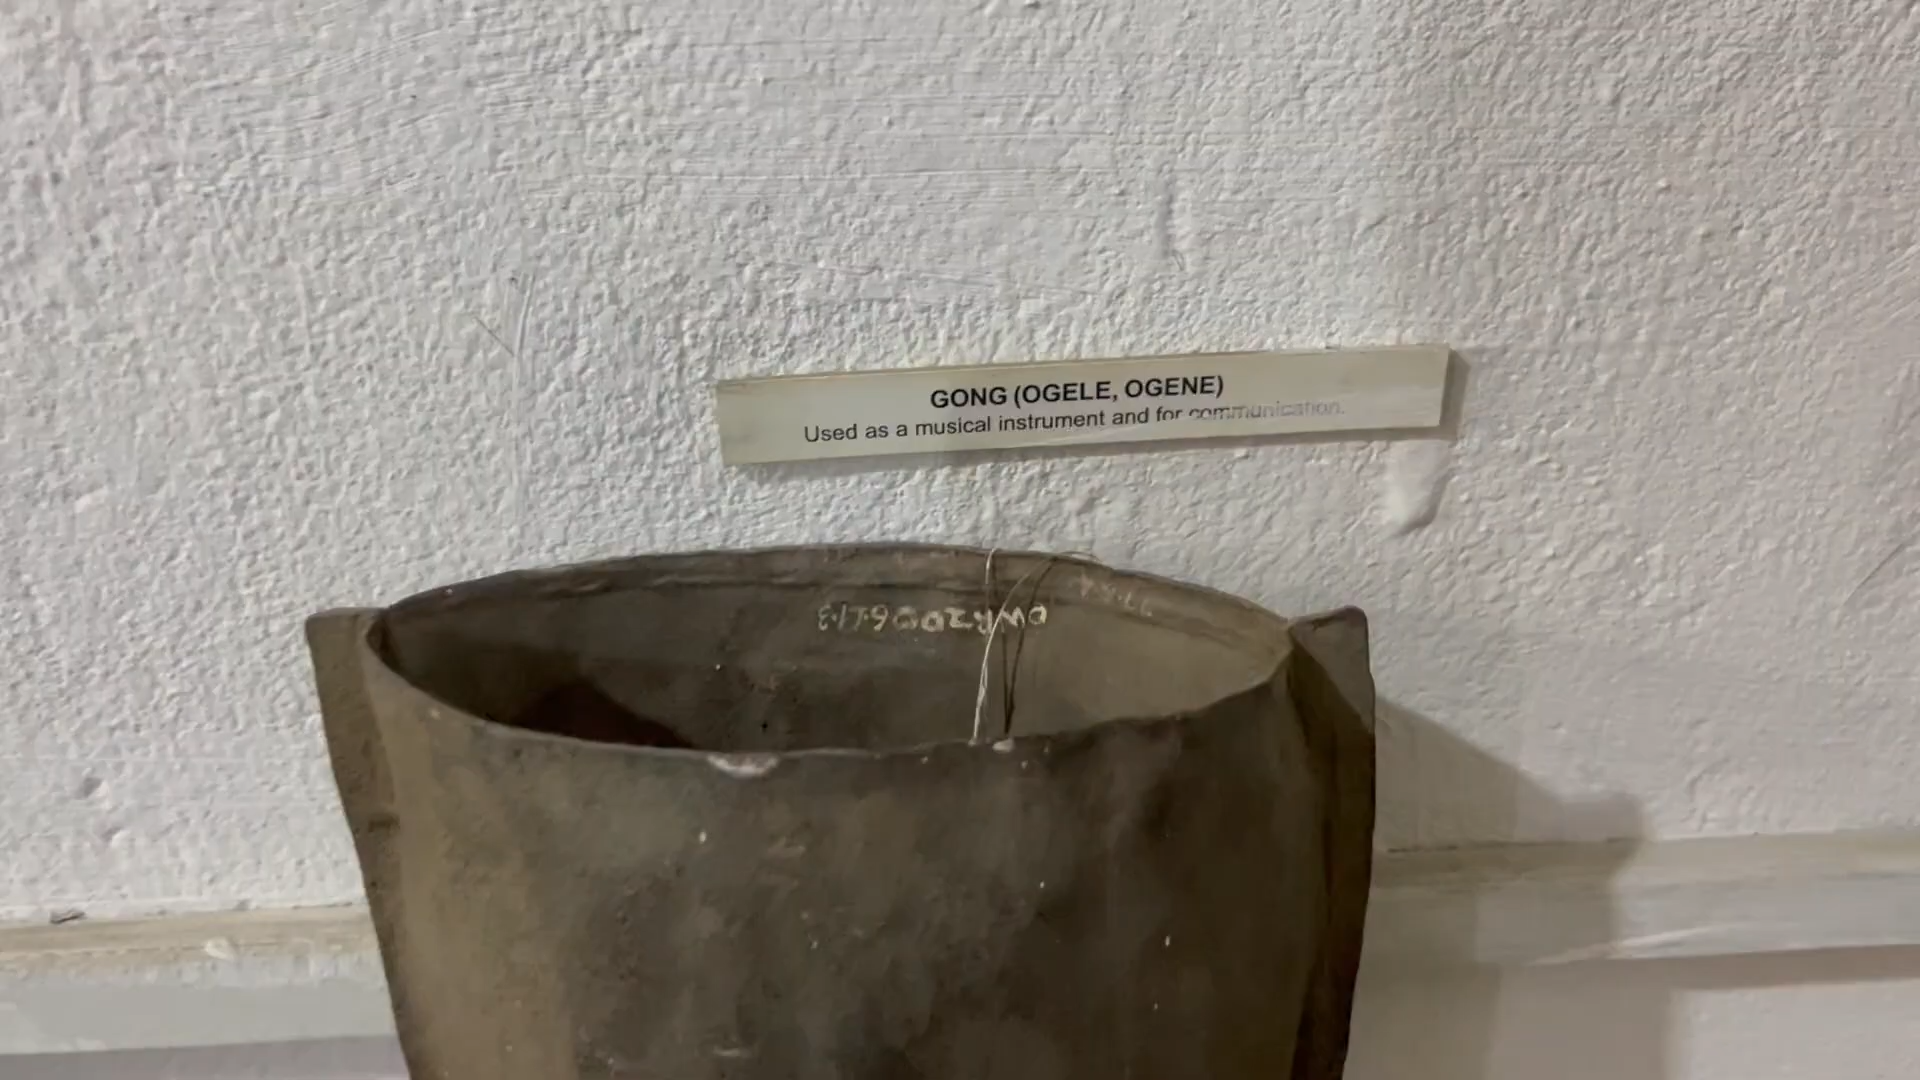 GONG (OGELE, OGENE)
Used as a musical instrument and for communication.